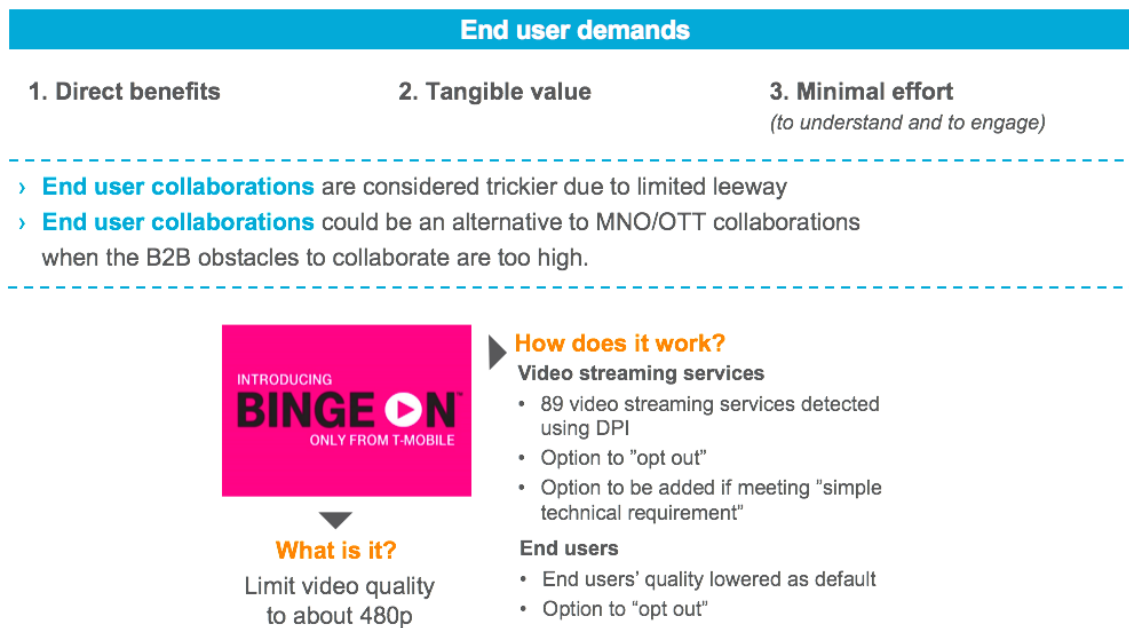 End user demands
1. Direct benefits
2. Tangible value
3. Minimal effort
(to understand and to engage)
› End user collaborations are considered trickier due to limited leeway
› End user collaborations could be an alternative to MNO/OTT collaborations
when the B2B obstacles to collaborate are too high.
INTRODUCING
BINGE ON™
ONLY FROM T-MOBILE
What is it?
Limit video quality
to about 480p
How does it work?
Video streaming services
• 89 video streaming services detected
using DPI
• Option to ”opt out”
• Option to be added if meeting ”simple
technical requirement”
End users
• End users’ quality lowered as default
• Option to ”opt out”